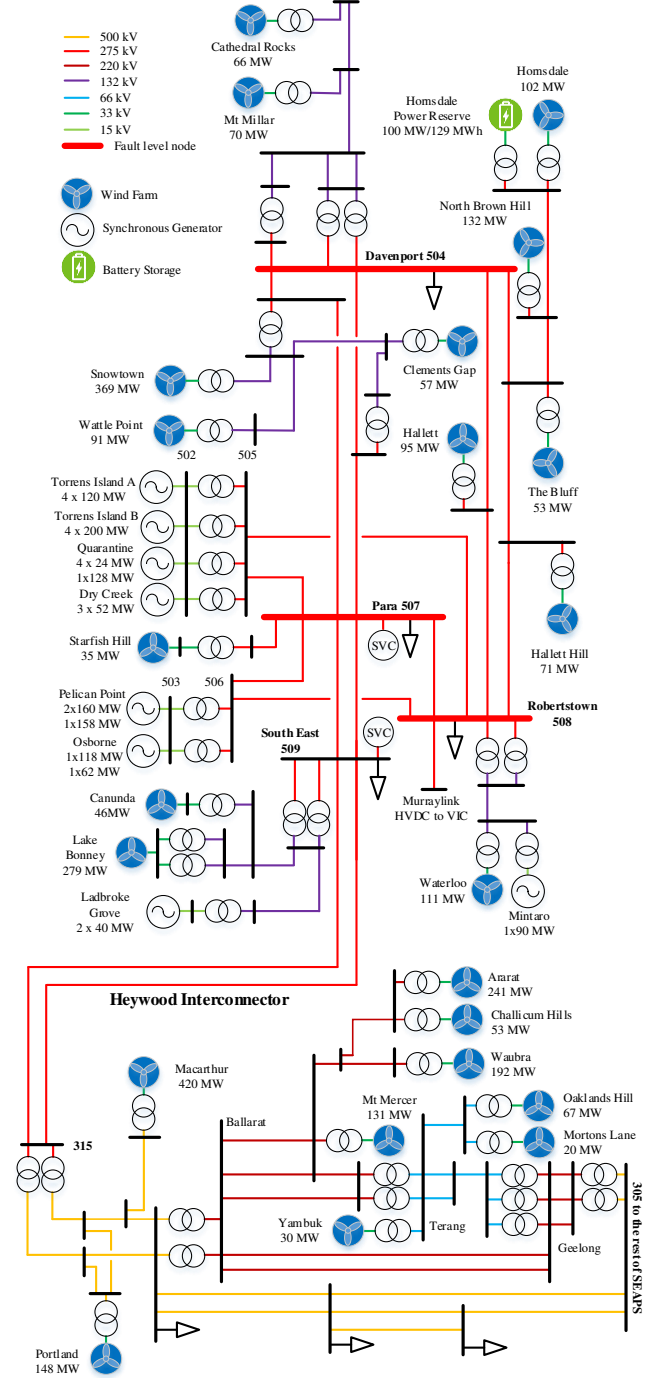 500 kV
275 kV
220 kV
132 kV
66 kV
33 kV
15 kV
Fault level node
Wind Farm
Synchronous Generator
Battery Storage
Cathedral Rocks
66 MW
Mt Millar
70 MW
Hornsdale
102 MW
Hornsdale
Power Reserve
100 MW/129 MWh
North Brown Hill
132 MW
Davenport 504
Snowtown
369 MW
Clements Gap
57 MW
Wattle Point
91 MW
Hallett
95 MW
502
505
The Bluff
53 MW
Torrens Island A
4 x 120 MW
Torrens Island B
4 x 200 MW
Quarantine
4 x 24 MW
1x128 MW
Dry Creek
3 x 52 MW
Para 507
Starfish Hill
35 MW
SVC
Hallett Hill
71 MW
503
506
Pelican Point
2x160 MW
1x158 MW
Osborne
1x118 MW
1x62 MW
Robertstown
508
South East
509
SVC
Murraylink
HVDC to VIC
Canunda
46MW
Lake
Bonney
279 MW
Ladbroke
Grove
2 x 40 MW
Waterloo
111 MW
Mintaro
1x90 MW
Heywood Interconnector
Ararat
241 MW
Challicum Hills
53 MW
Waubra
192 MW
Macarthur
420 MW
Mt Mercer
131 MW
Oaklands Hill
67 MW
Mortons Lane
20 MW
Ballarat
315
Yambuk
30 MW
Terang
Geelong
305 to the rest of SEAPS
Portland
148 MW